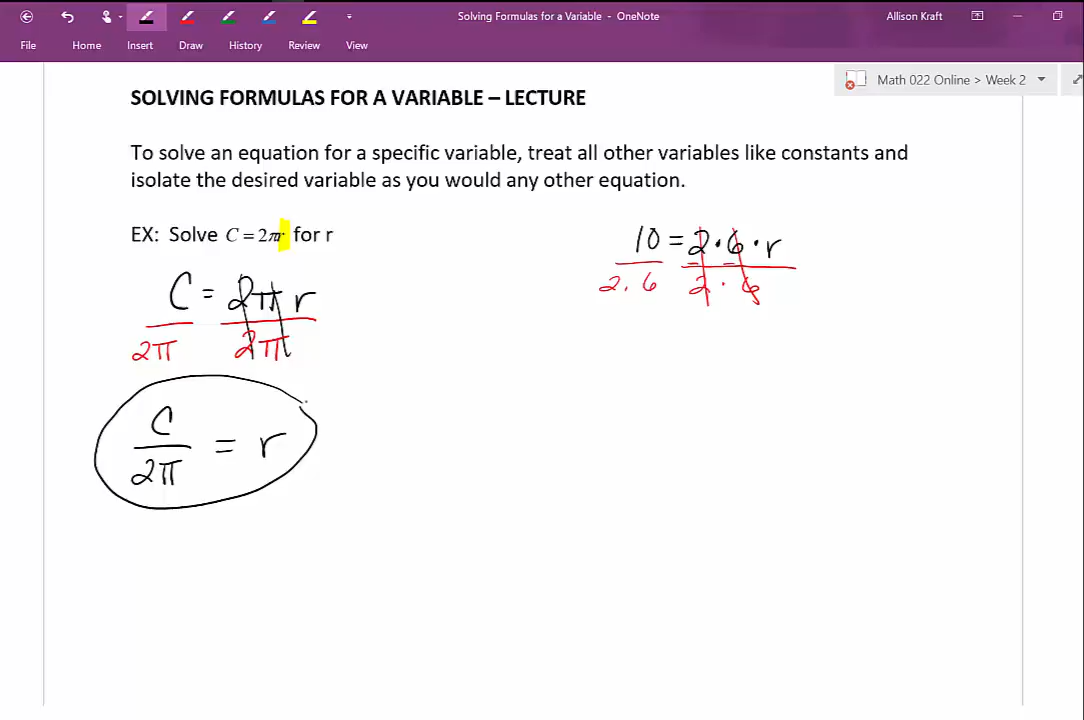 Solving Formulas for a Variable - OneNote
Allison Kraft
File Home Insert Draw History Review View
Math 022 Online > Week 2
SOLVING FORMULAS FOR A VARIABLE – LECTURE
To solve an equation for a specific variable, treat all other variables like constants and
isolate the desired variable as you would any other equation.
EX: Solve C = 2πr for r
C = 2πr
2π 2π
C
2π
= r
10 = 2 · 6 · r
2 . 6 2 · 6